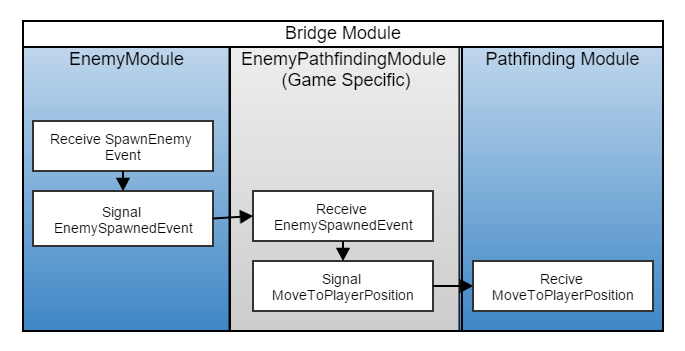 Bridge Module
EnemyModule
EnemyPathfindingModule
(Game Specific)
Pathfinding Module
Receive SpawnEnemy
Event
Signal
EnemySpawnedEvent
Receive
EnemySpawnedEvent
Signal
MoveToPlayerPosition
Recive
MoveToPlayerPosition